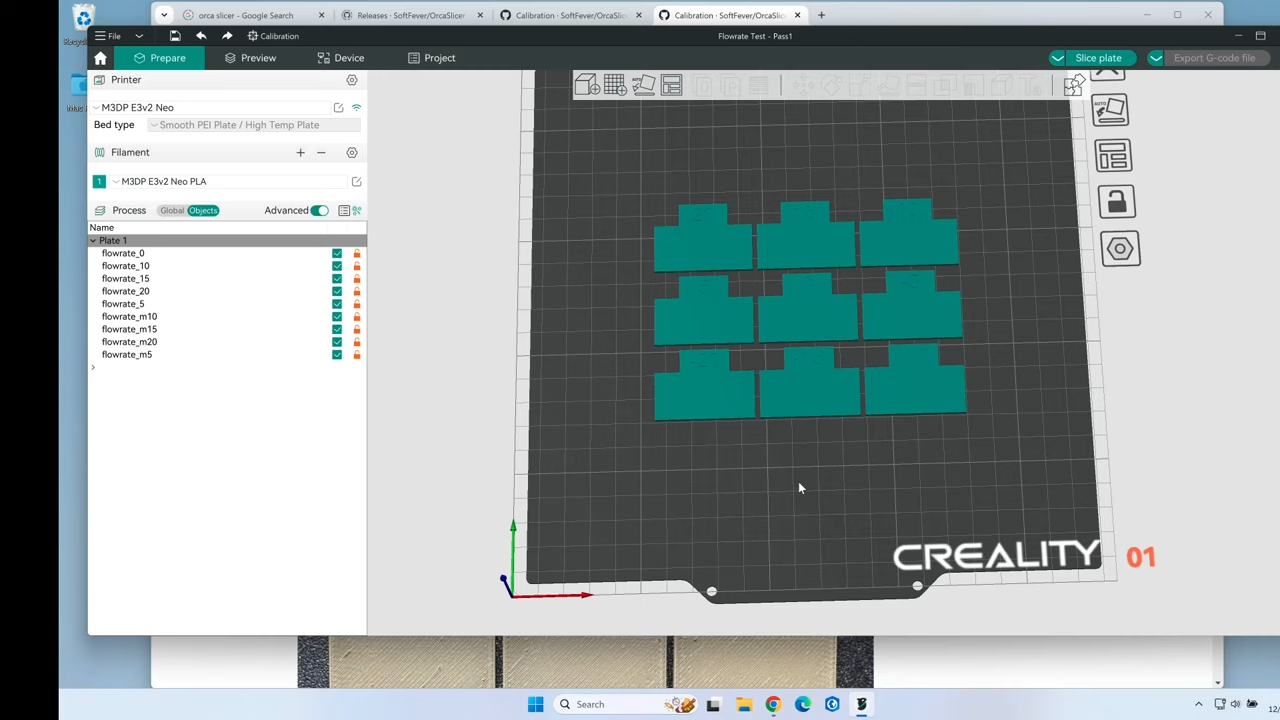 orca slicer - Google Search
Releases · SoftFever/OrcaSlicer
Calibration · SoftFever/OrcaSlic
Calibration · SoftFever/OrcaSlic
File
Calibration
Flowrate Test - Pass1
Prepare
Preview
Device
Project
Slice plate
Export G-code file
Printer
M3DP E3v2 Neo
Bed type
Smooth PEI Plate / High Temp Plate
Filament
1
M3DP E3v2 Neo PLA
Process
Global
Objects
Advanced
Name
Plate 1
flowrate_0
flowrate_10
flowrate_15
flowrate_20
flowrate_5
flowrate_m10
flowrate_m15
flowrate_m20
flowrate_m5
AUTO
CREALITY
01
Search
12/